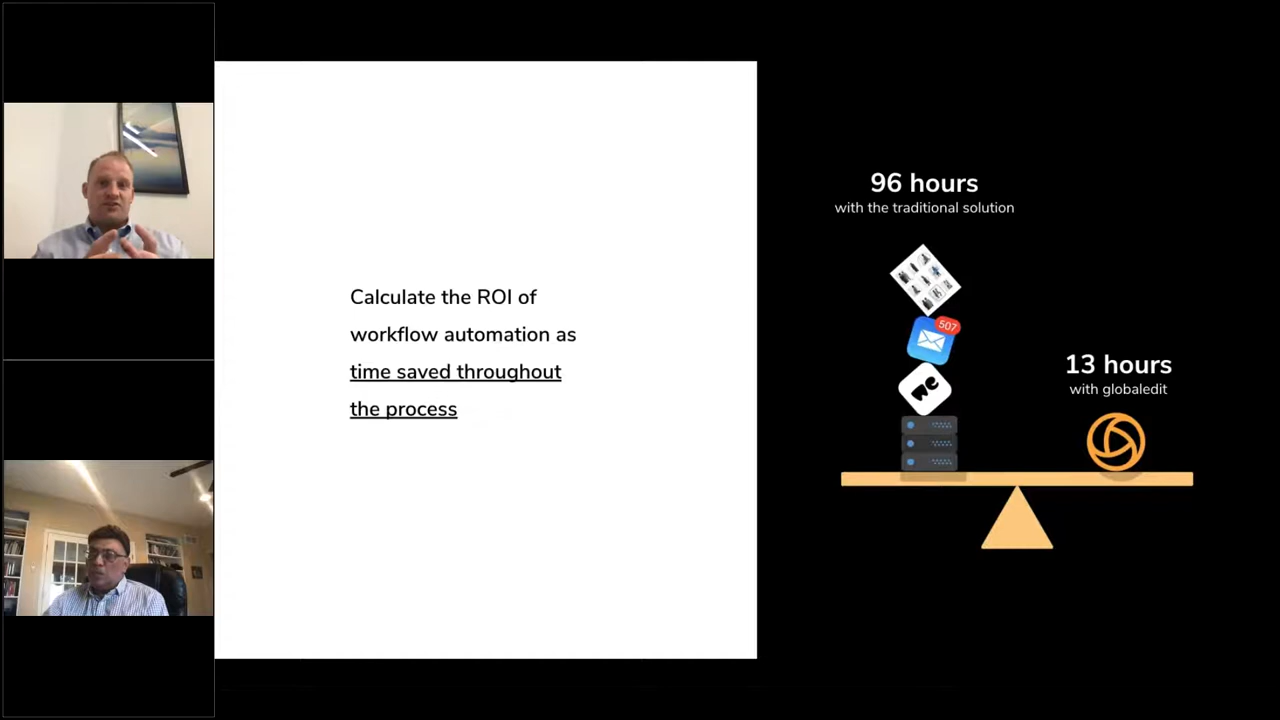 Calculate the ROI of
workflow automation as
time saved throughout
the process
96 hours
with the traditional solution
507
13 hours
with globaledit